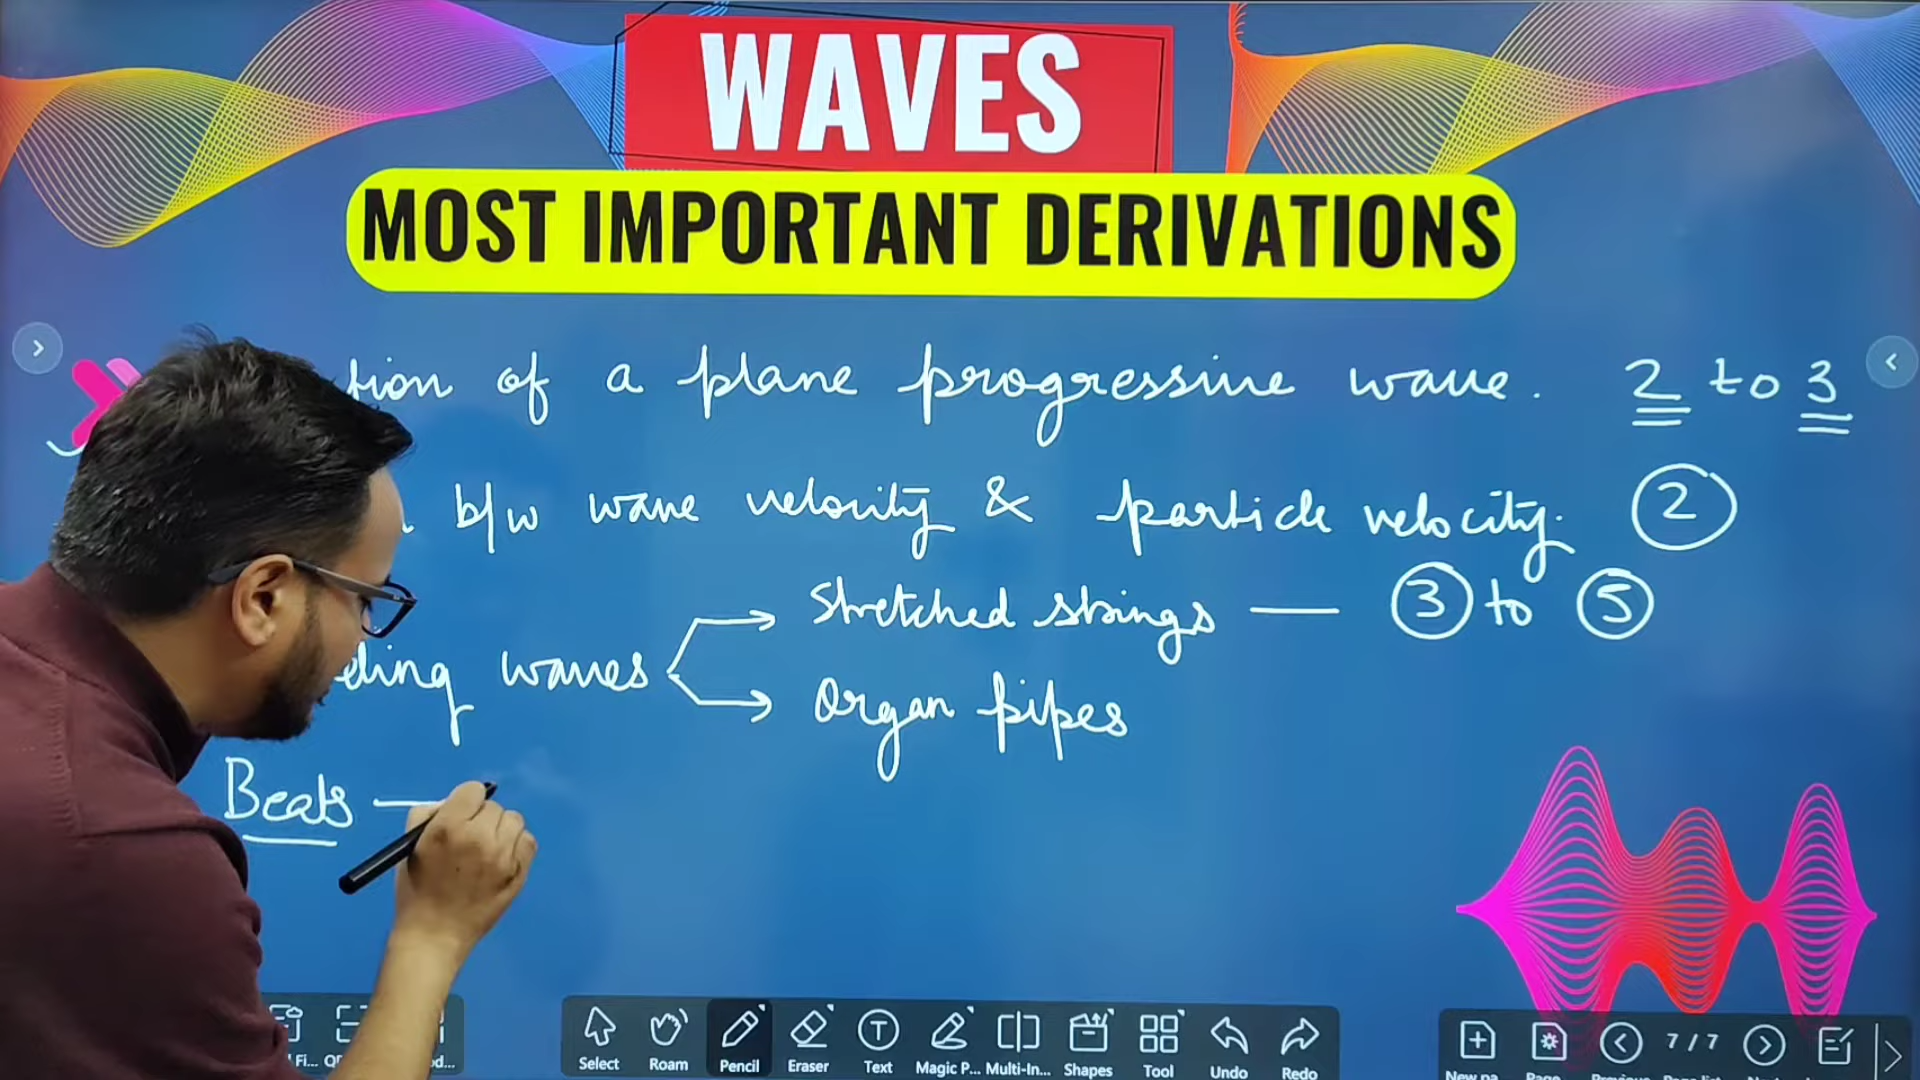 WAVES
MOST IMPORTANT DERIVATIONS
tion of a plane progressive wave. 2 to 3
b/w wave velocity & particle velocity. 2
Stretched strings — 3 to 5
ding waves
Organ pipes
Beats —
Select Roam Pencil Eraser Text Magic P... Multi-In... Shapes Tool Undo Redo
7/7